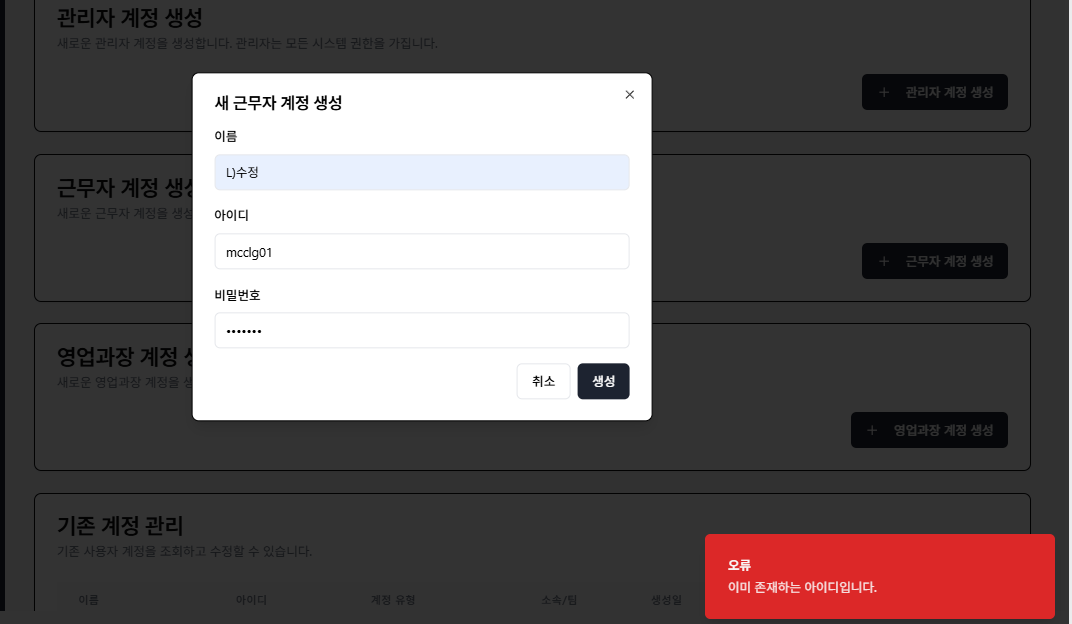 관리자 계정 생성
새로운 관리자 계정을 생성합니다. 관리자는 모든 시스템 권한을 가집니다.
+ 관리자 계정 생성
새 근무자 계정 생성
이름
L)수정
아이디
mcclg01
비밀번호
•••••••
취소
생성
근무자 계정 생성
새로운 근무자 계정을 생성
+ 근무자 계정 생성
영업과장 계정
새로운 영업과장 계정을 생
+ 영업과장 계정 생성
기존 계정 관리
기존 사용자 계정을 조회하고 수정할 수 있습니다.
이름 아이디 계정 유형 소속/팀 생성일
오류
이미 존재하는 아이디입니다.